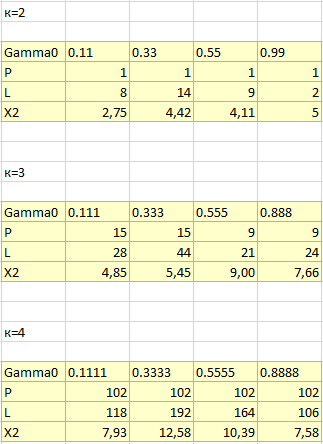 к=2
Gamma0 0.11 0.33 0.55 0.99
P 1 1 1 1
L 8 14 9 2
X2 2,75 4,42 4,11 5
к=3
Gamma0 0.111 0.333 0.555 0.888
P 15 15 9 9
L 28 44 21 24
X2 4,85 5,45 9,00 7,66
к=4
Gamma0 0.1111 0.3333 0.5555 0.8888
P 102 102 102 102
L 118 192 164 106
X2 7,93 12,58 10,39 7,58